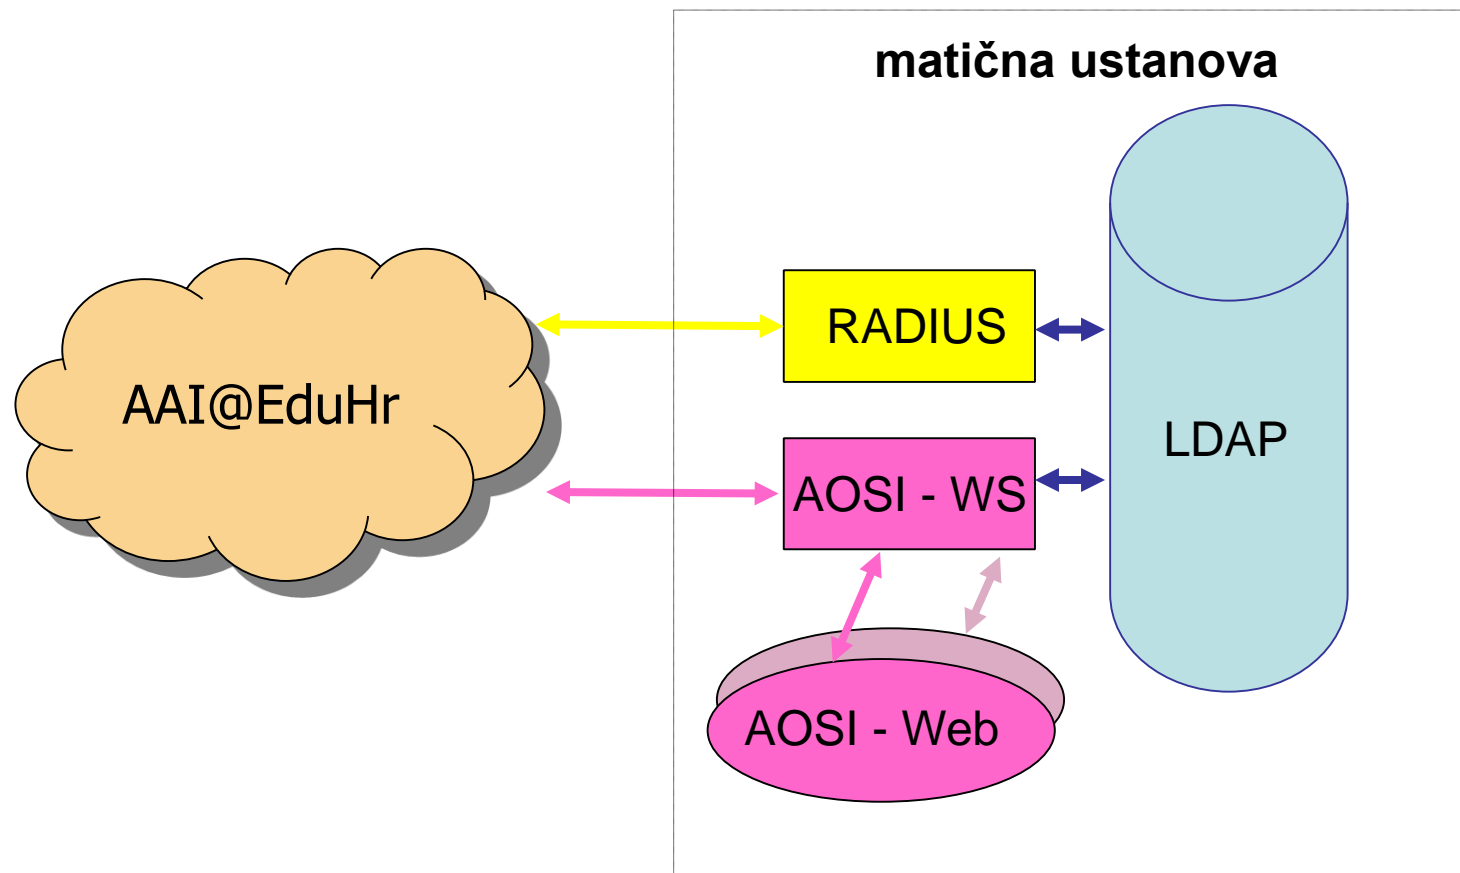 matična ustanova
AAI@EduHr
RADIUS
AOSI - WS
LDAP
AOSI - Web